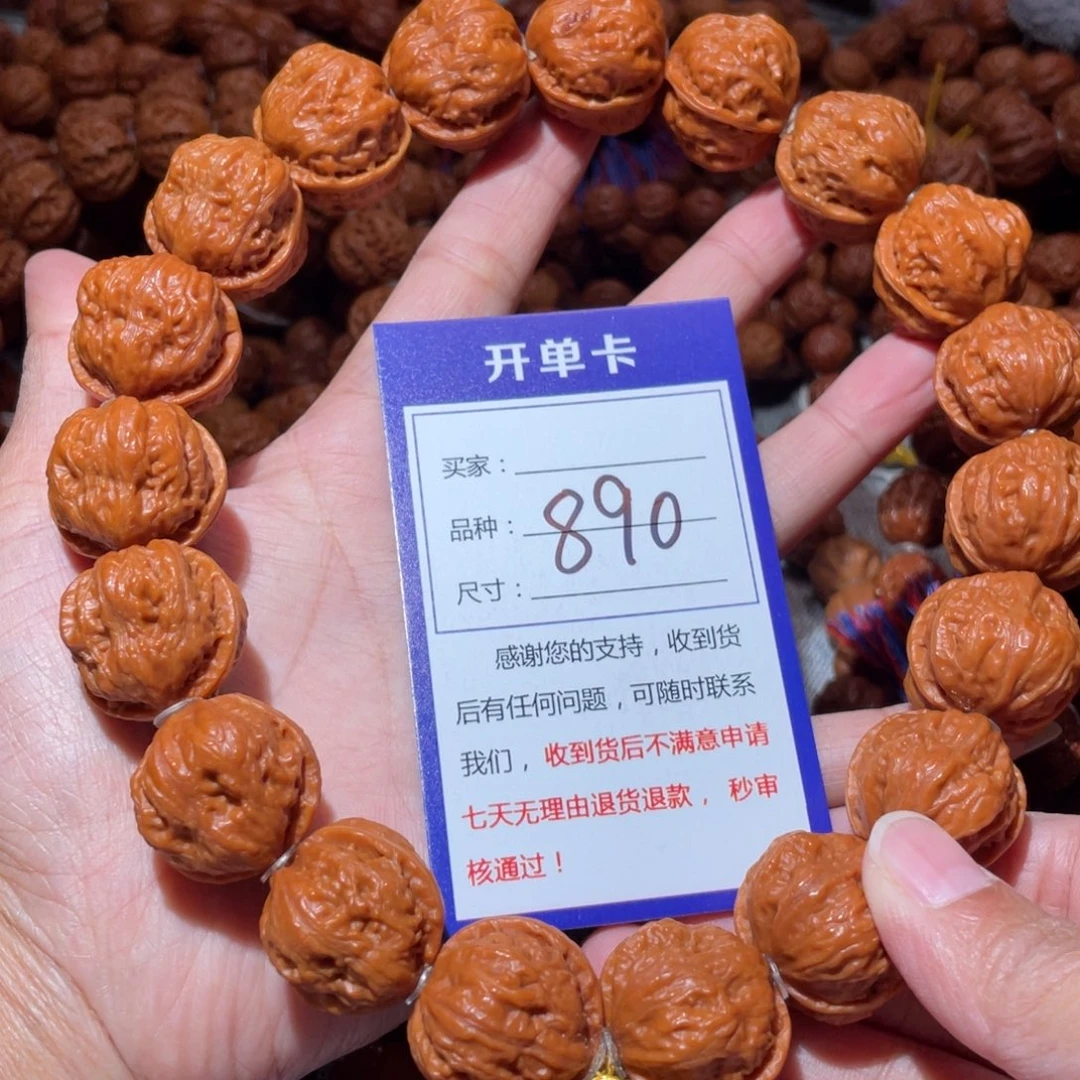 开单卡
买家：
品种：890
尺寸：
感谢您的支持，收到货
后有任何问题，可随时联系
我们，收到货后不满意申请
七天无理由退货退款，秒审
核通过！